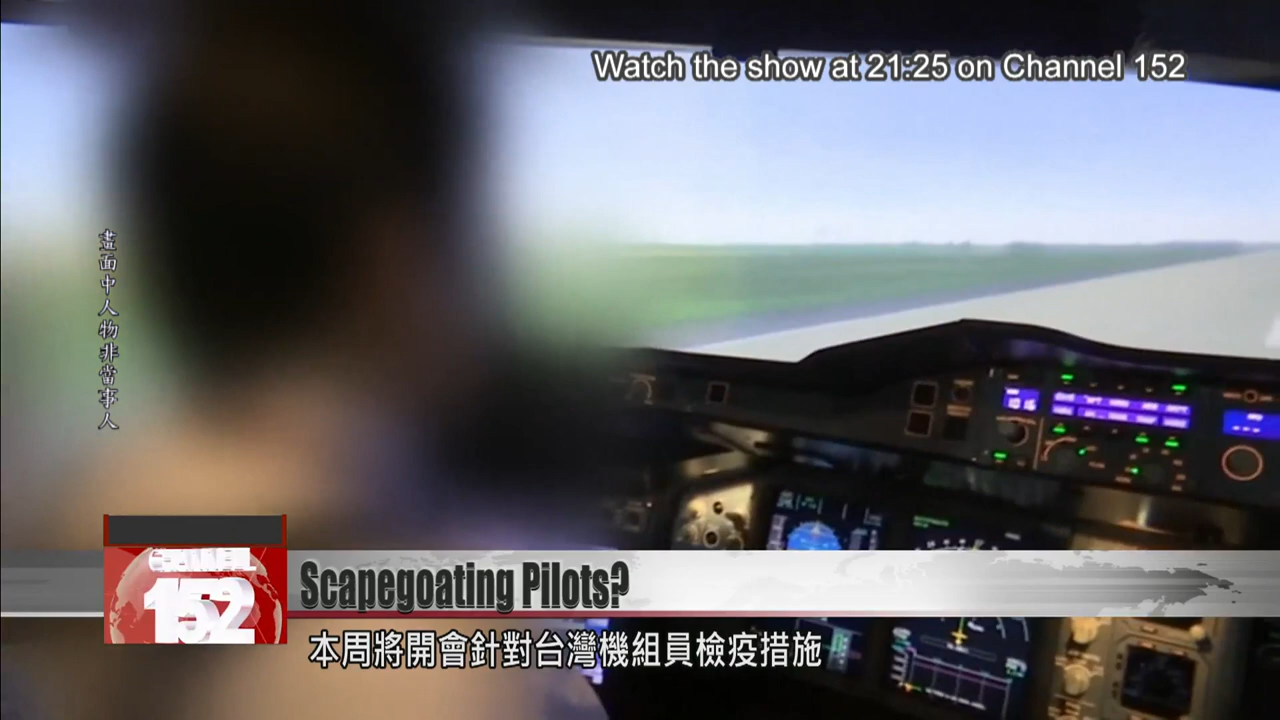 Watch the show at 21:25 on Channel 152
畫面中人物非當事人
152
Scapegoating Pilots?
本周將開會針對台灣機組員檢疫措施